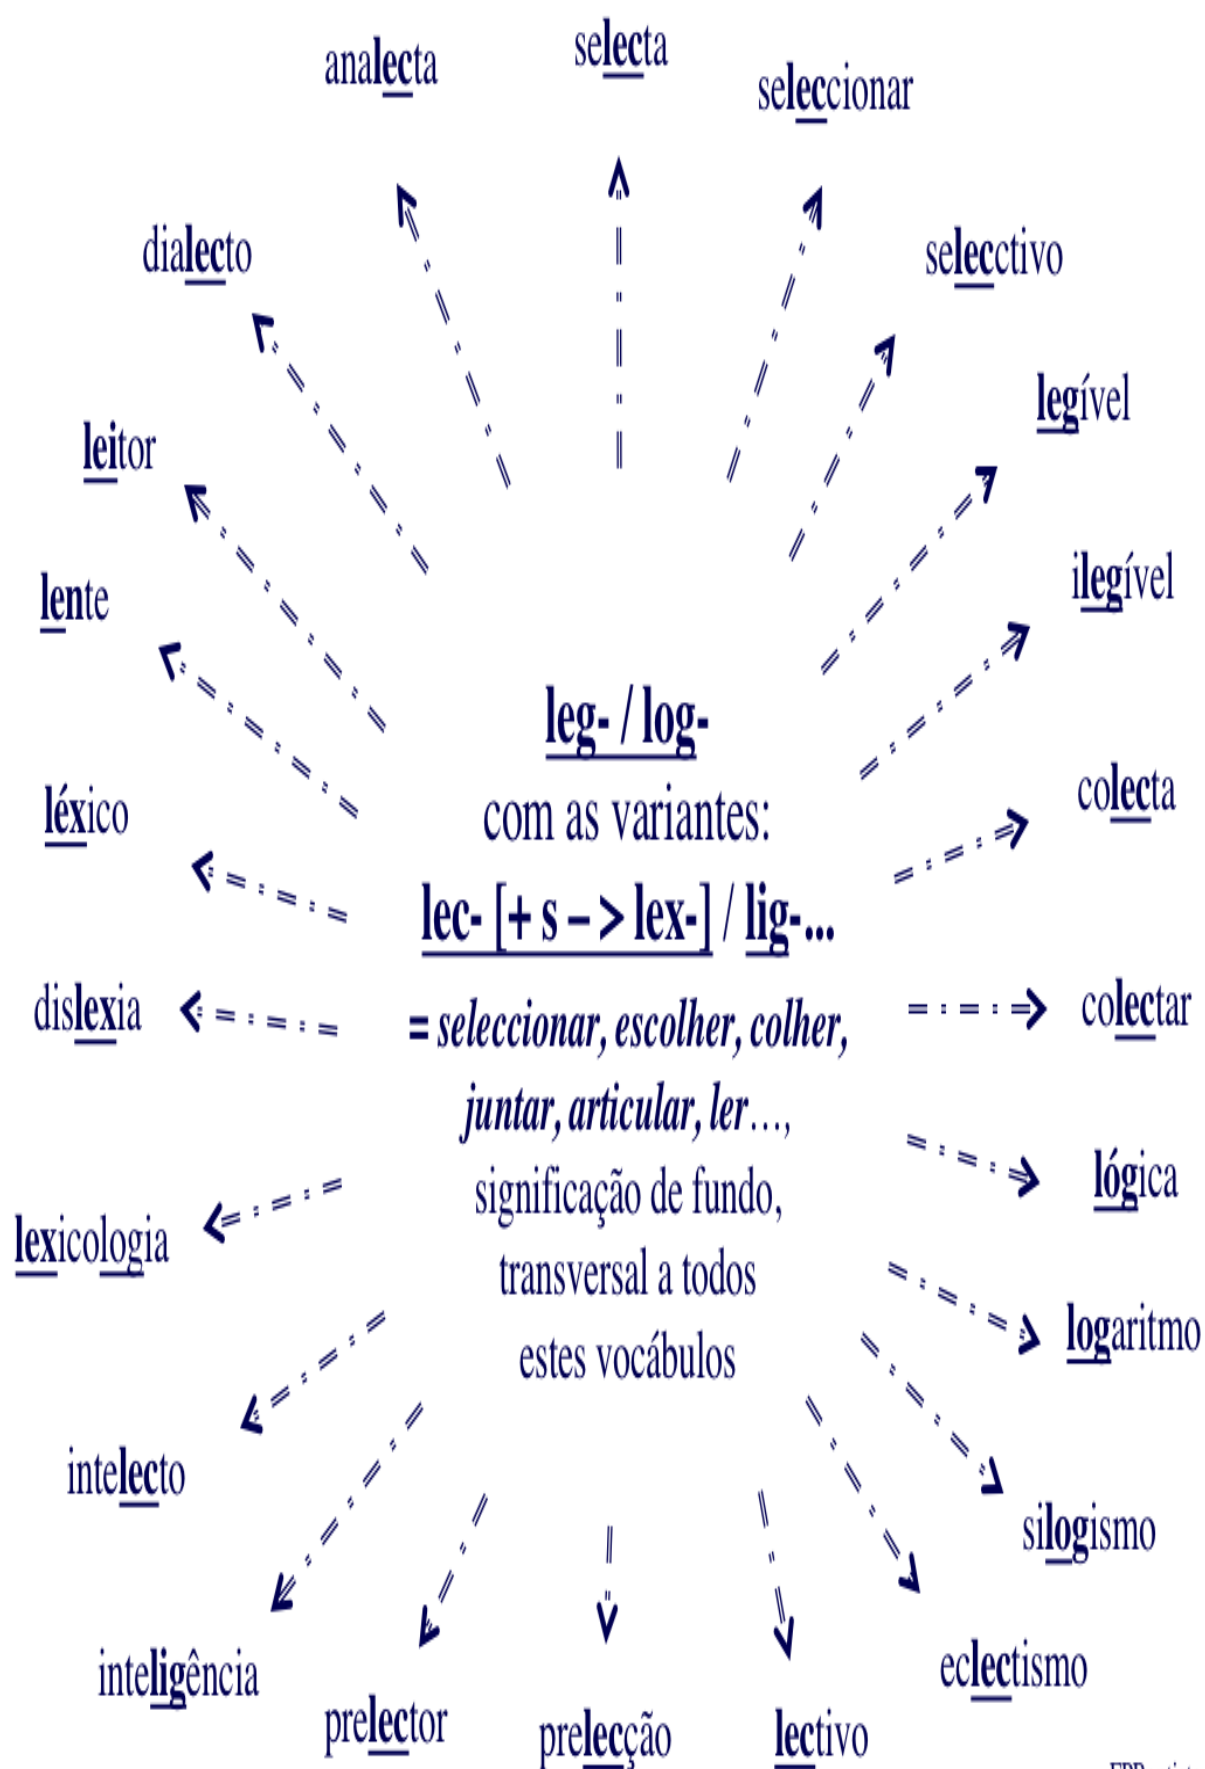 selecta
analecta
seleccionar
dialecto
selecctivo
legível
leitor
ilegível
lente
leg- / log-
colecta
léxico
com as variantes:
lec- [+ s – > lex-] / lig-...
dislexia
= seleccionar, escolher, colher,
colectar
juntar, articular, ler…,
lógica
significação de fundo,
lexicologia
transversal a todos
logaritmo
estes vocábulos
intelecto
silogismo
inteligência
eclectismo
prelector
prelecção
lectivo